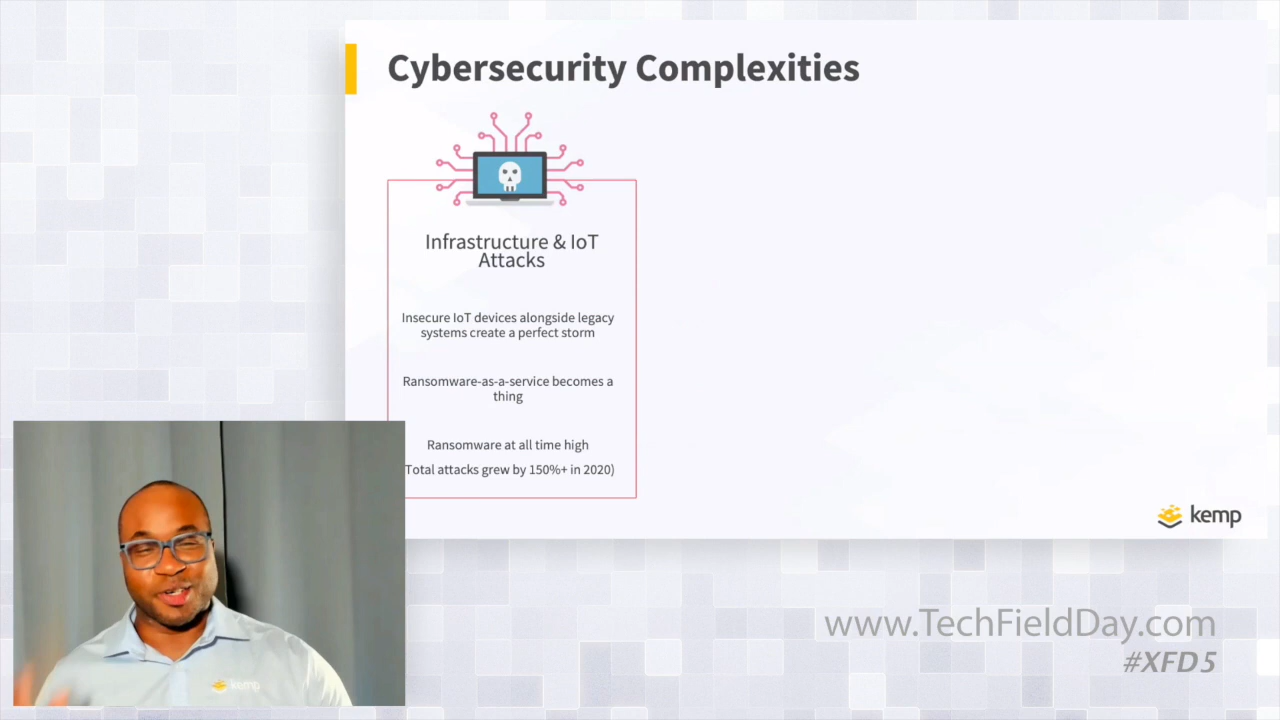 Cybersecurity Complexities
Infrastructure & IoT
Attacks
Insecure IoT devices alongside legacy
systems create a perfect storm
Ransomware-as-a-service becomes a
thing
Ransomware at all time high
Total attacks grew by 150%+ in 2020)
kemp
kemp
www.TechFieldDay.com
#XFD5